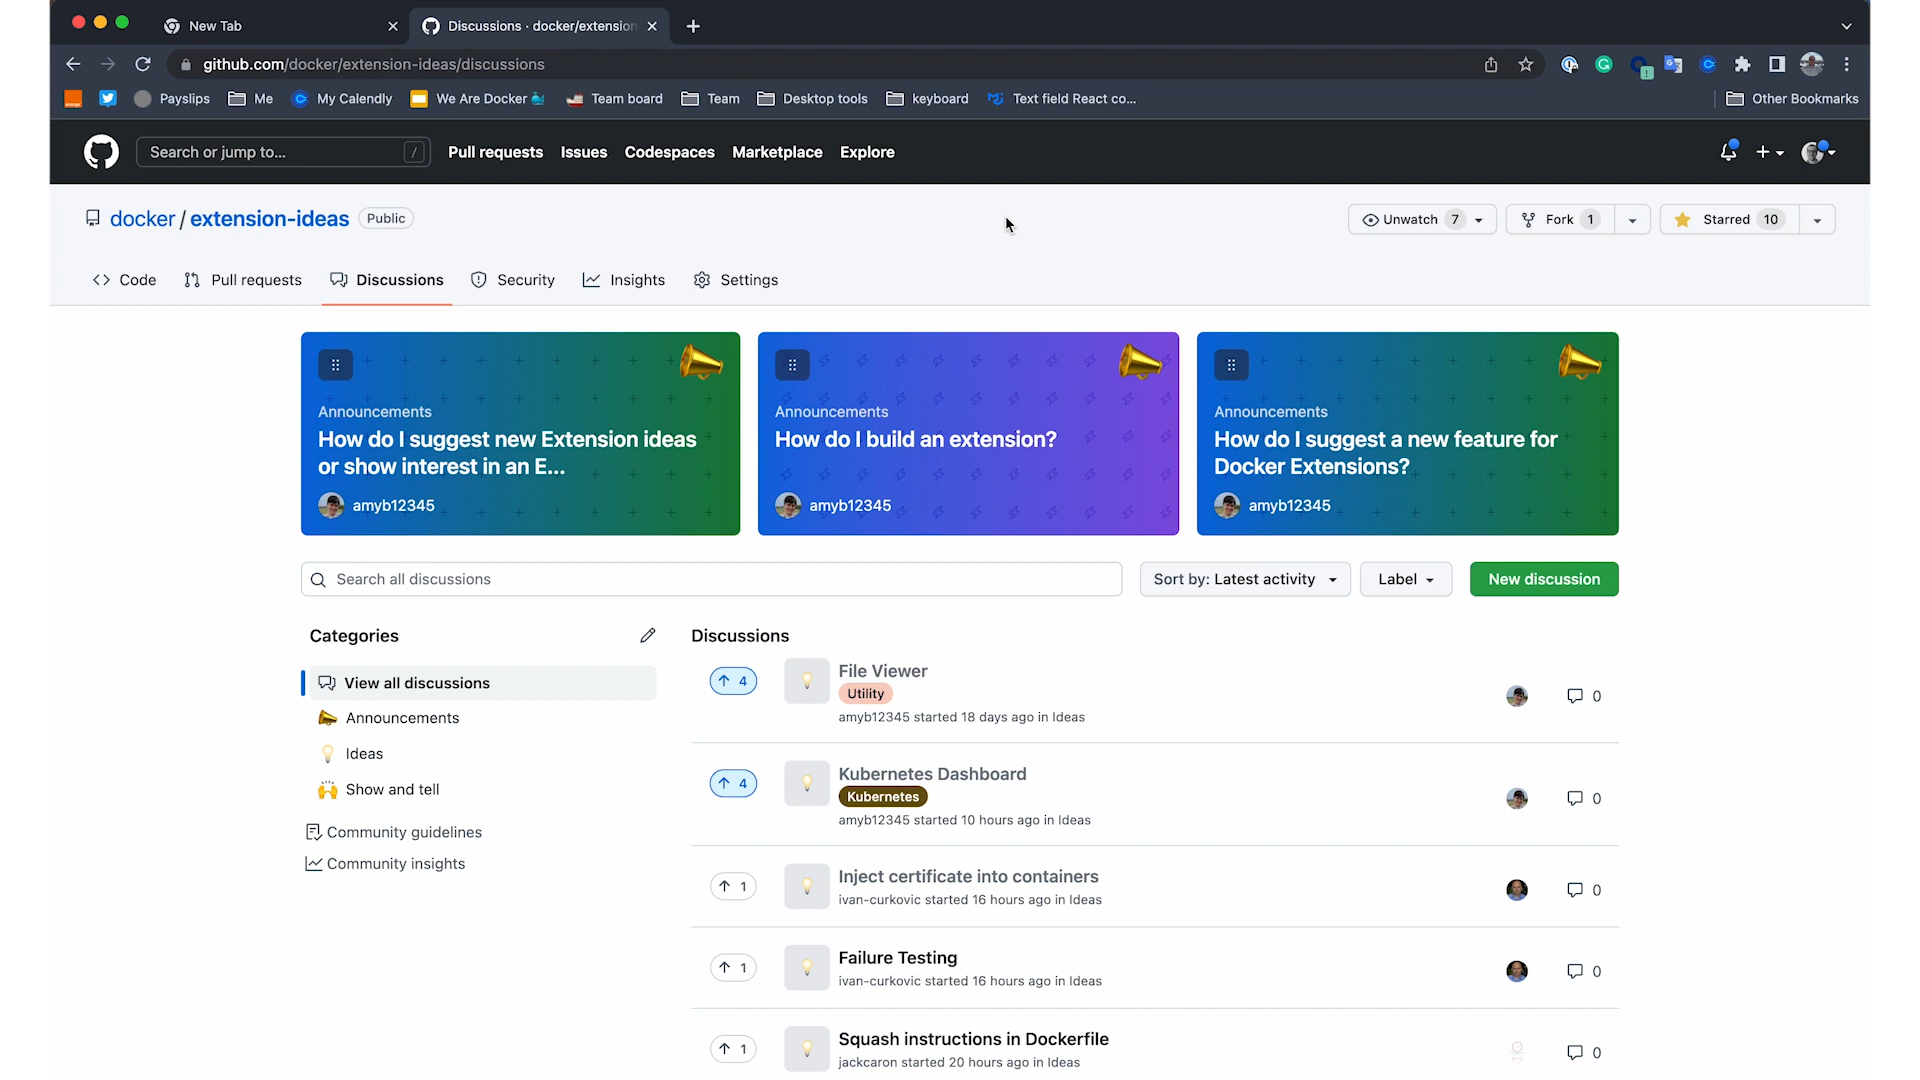 New Tab
Discussions · docker/extension
github.com/docker/extension-ideas/discussions
Payslips Me My Calendly We Are Docker Team board Team Desktop tools keyboard Text field React co... Other Bookmarks
Search or jump to... / Pull requests Issues Codespaces Marketplace Explore
docker / extension-ideas Public Unwatch 7 Fork 1 Starred 10
Code Pull requests Discussions Security Insights Settings
Announcements
How do I suggest new Extension ideas
or show interest in an E...
amyb12345
Announcements
How do I build an extension?
amyb12345
Announcements
How do I suggest a new feature for
Docker Extensions?
amyb12345
Search all discussions Sort by: Latest activity Label New discussion
Categories
View all discussions
Announcements
Ideas
Show and tell
Community guidelines
Community insights
Discussions
4 File Viewer
Utility
amyb12345 started 18 days ago in Ideas
0
4 Kubernetes Dashboard
Kubernetes
amyb12345 started 10 hours ago in Ideas
0
1 Inject certificate into containers
ivan-curkovic started 16 hours ago in Ideas
0
1 Failure Testing
ivan-curkovic started 16 hours ago in Ideas
0
1 Squash instructions in Dockerfile
jackcaron started 20 hours ago in Ideas
0